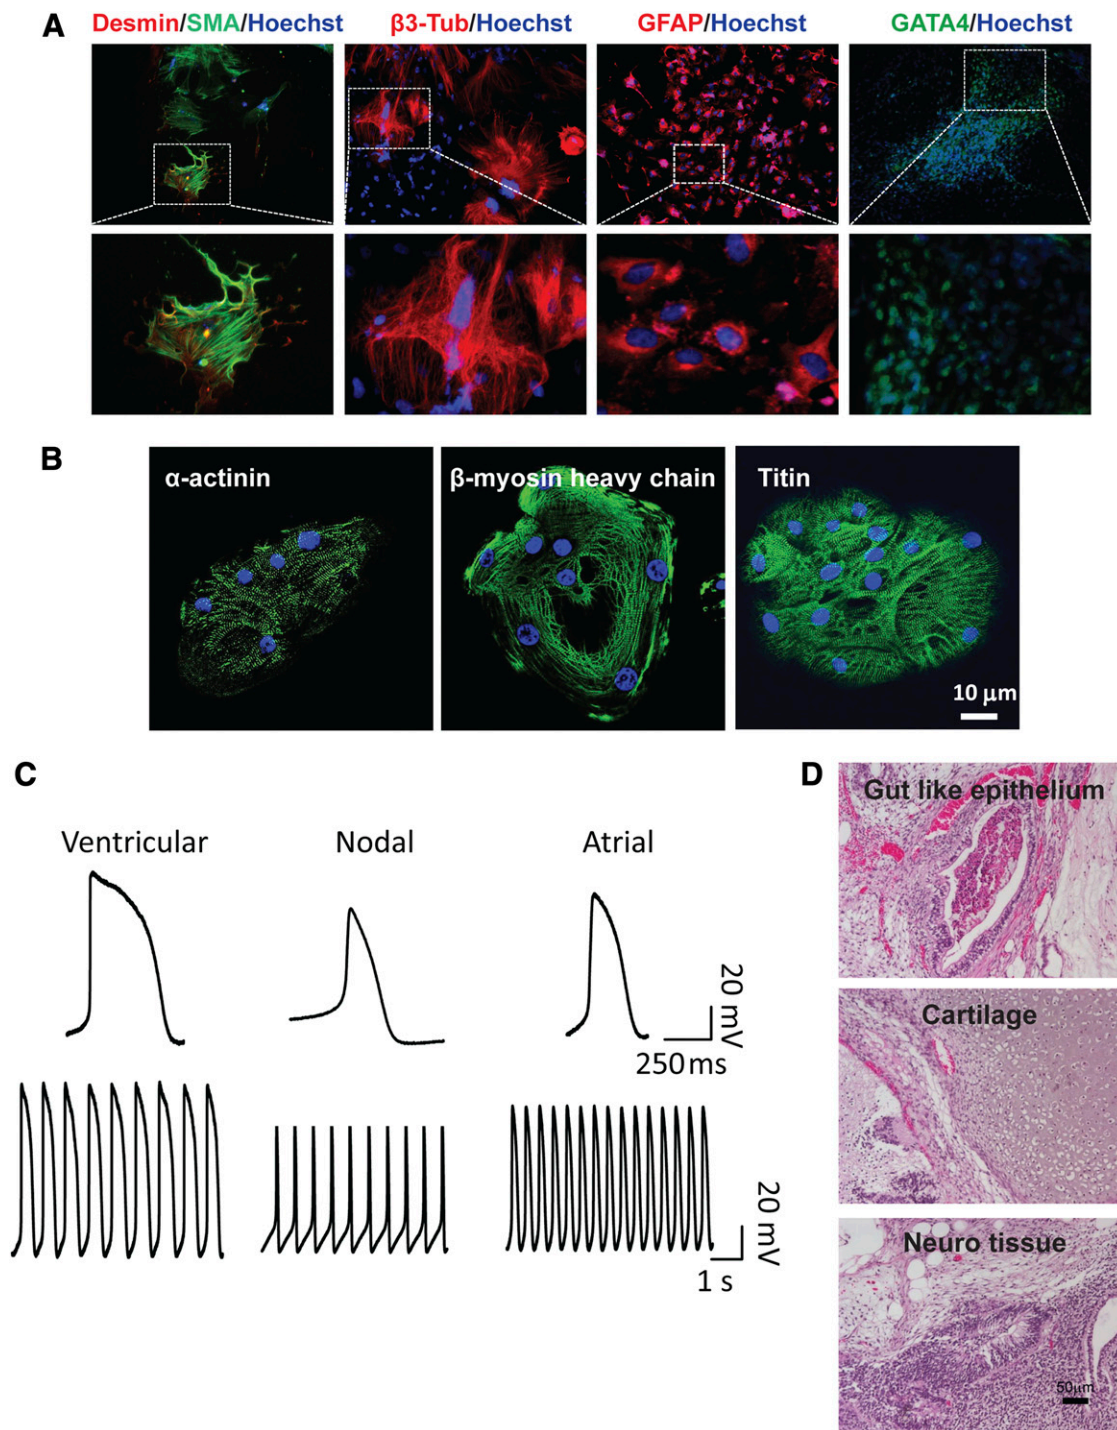 A
Desmin/SMA/Hoechst
β3-Tub/Hoechst
GFAP/Hoechst
GATA4/Hoechst
B
α-actinin
β-myosin heavy chain
Titin
10 μm
C
Ventricular
Nodal
Atrial
20 mV
250 ms
20 mV
1 s
D
Gut like epithelium
Cartilage
Neuro tissue
50μm